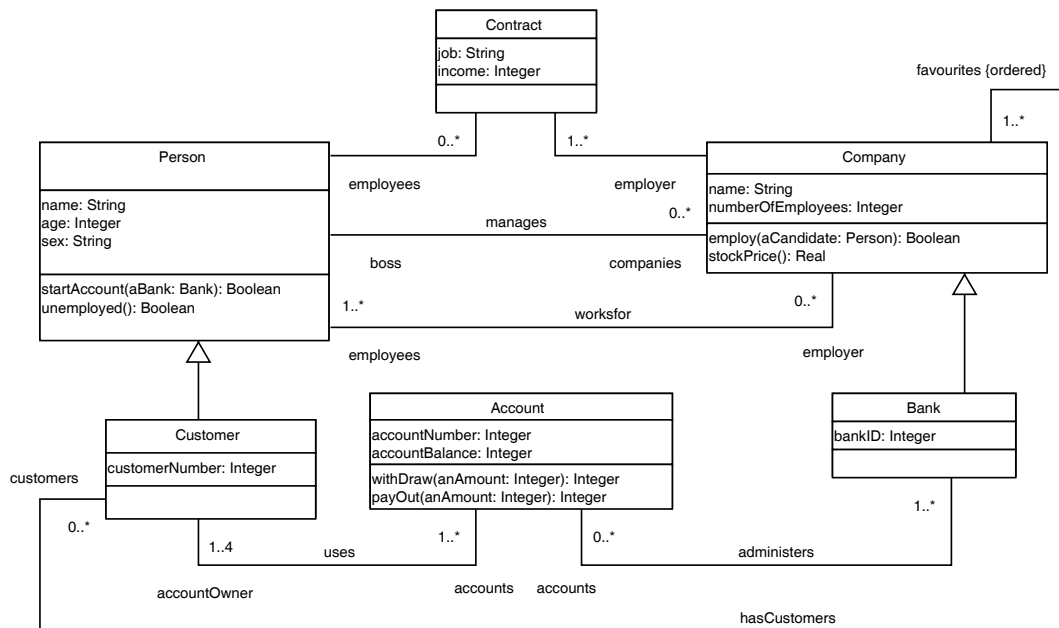 Contract
job: String
income: Integer
favourites {ordered}
0..*
1..*
1..*
Person
Company
employees
employer
name: String
age: Integer
sex: String
name: String
numberOfEmployees: Integer
0..*
manages
employ(aCandidate: Person): Boolean
stockPrice(): Real
boss
companies
startAccount(aBank: Bank): Boolean
unemployed(): Boolean
1..*
worksfor
0..*
employees
employer
Customer
customerNumber: Integer
Account
accountNumber: Integer
accountBalance: Integer
withDraw(anAmount: Integer): Integer
payOut(anAmount: Integer): Integer
Bank
bankID: Integer
customers
0..*
1..4
uses
1..*
0..*
administers
1..*
accountOwner
accounts
accounts
hasCustomers